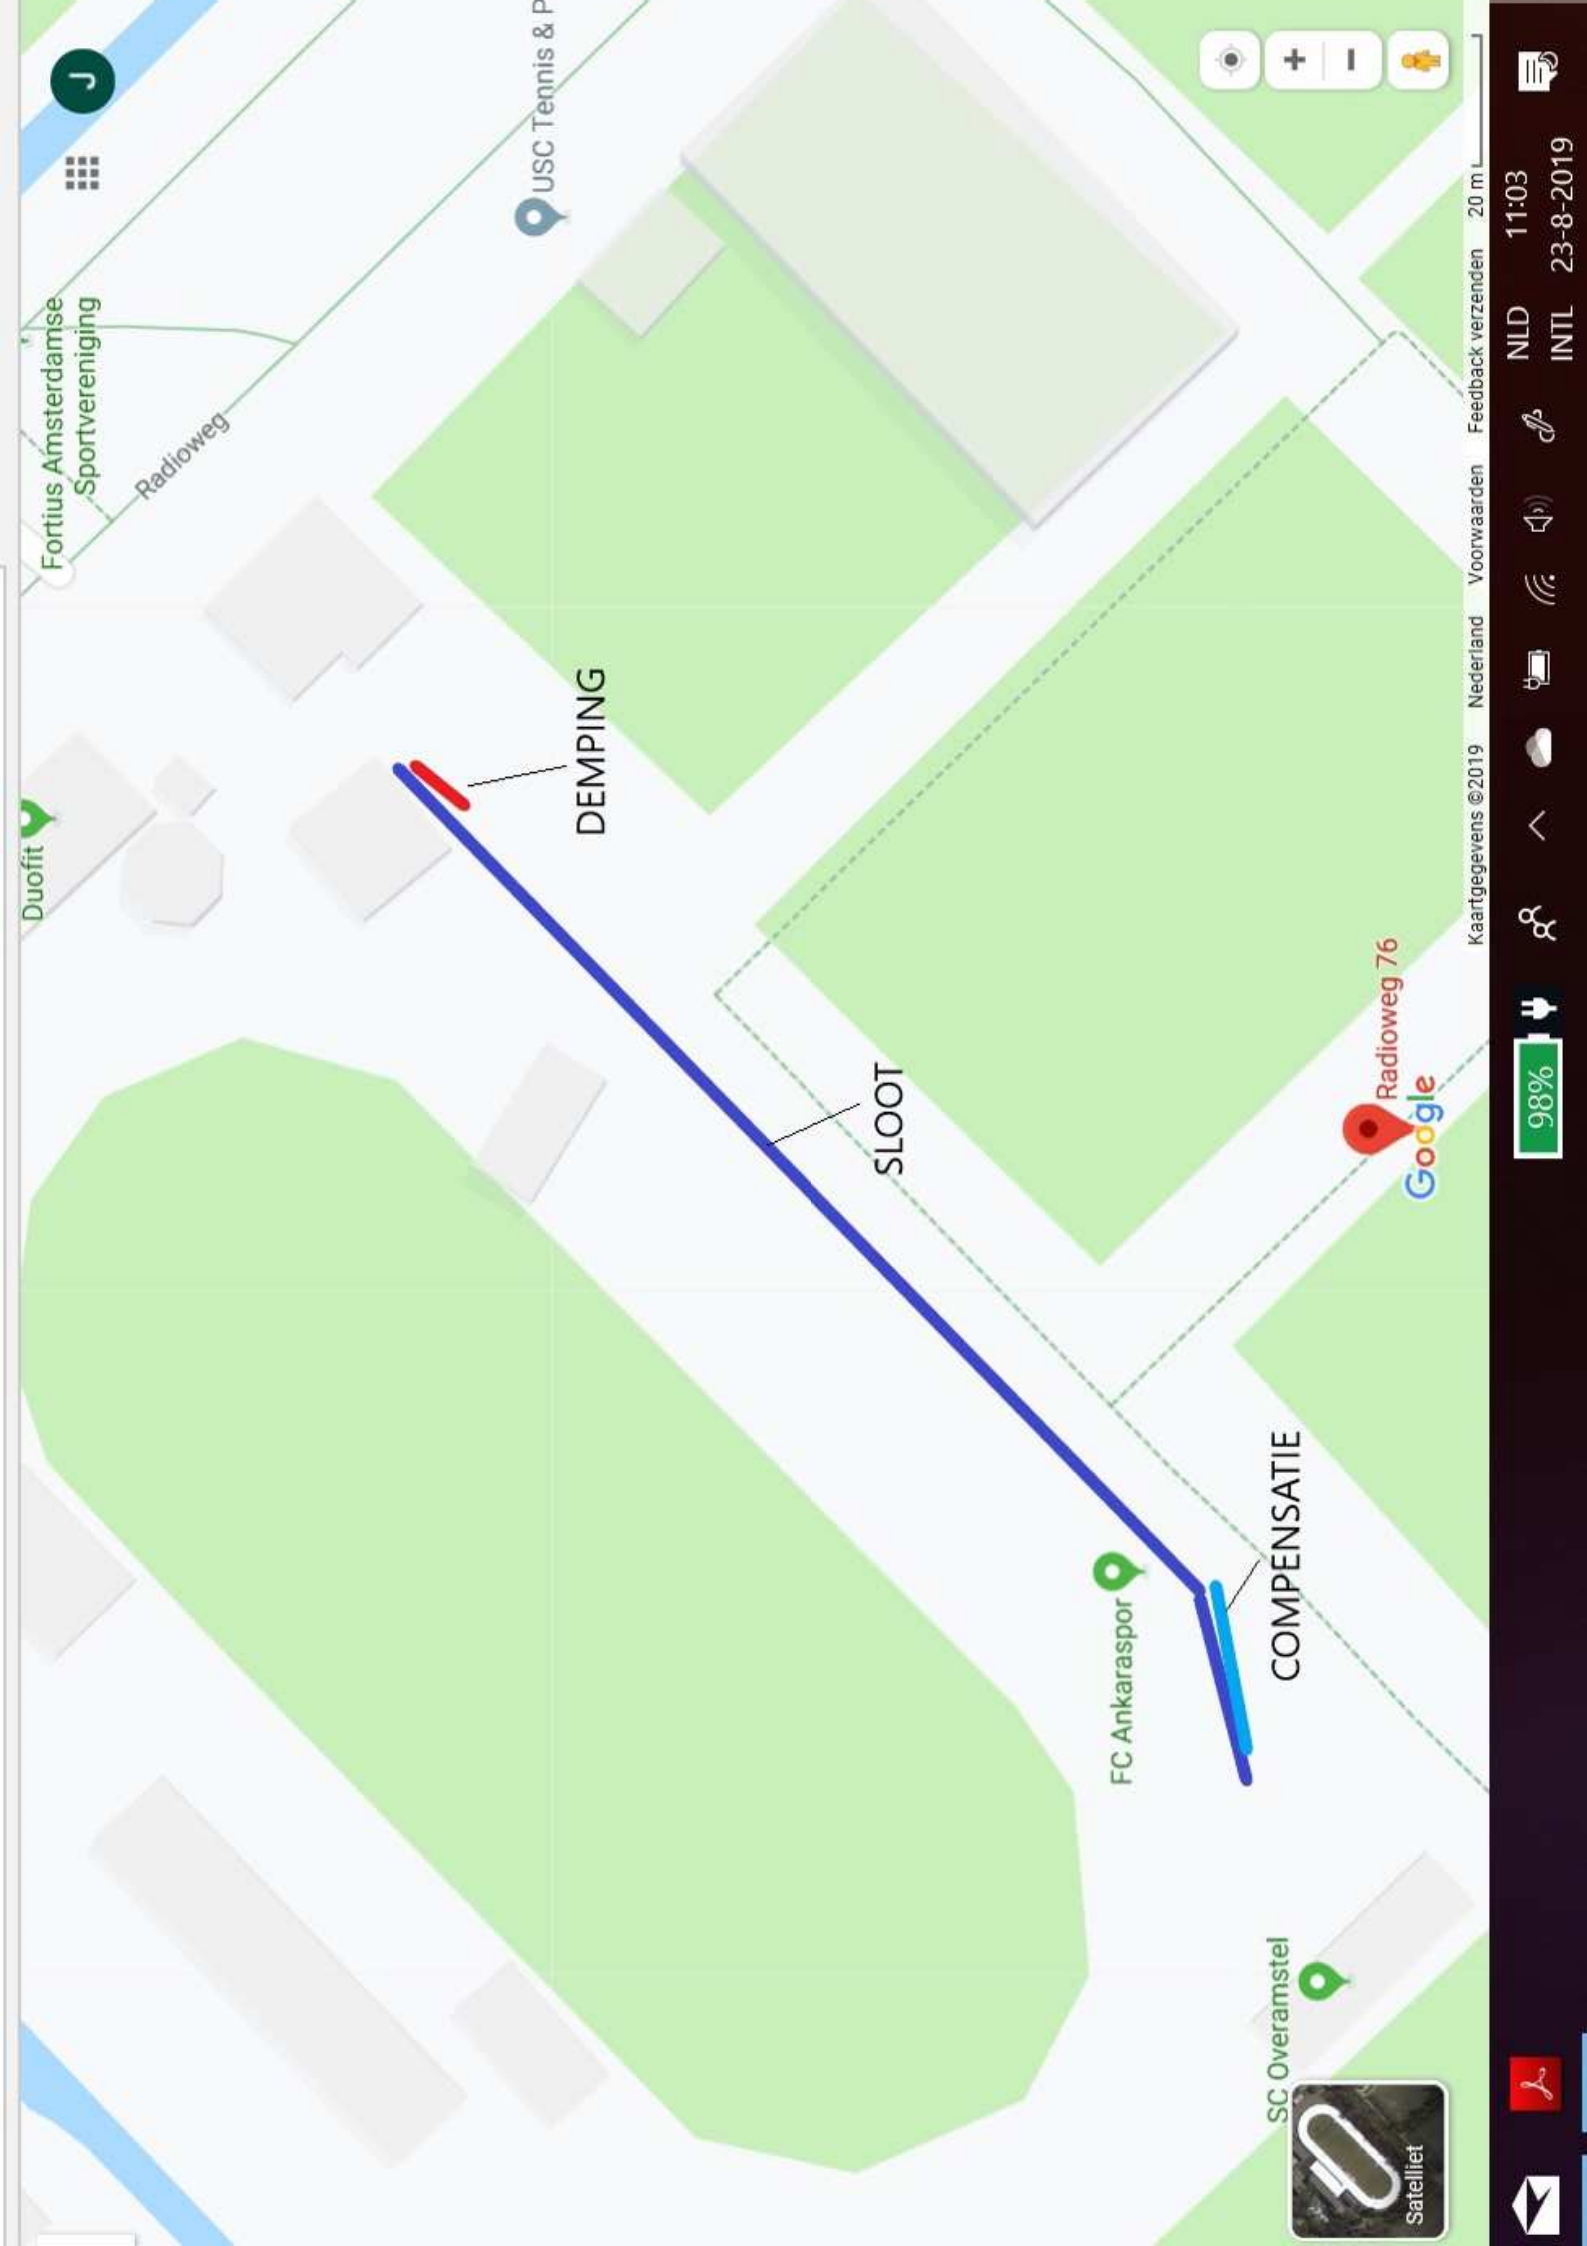 J
Fortius Amsterdamse
Sportvereniging
Duofit
Radioweg
USC Tennis & P
DEMPING
SLOOT
FC Ankaraspor
COMPENSATIE
SC Overamstel
Radioweg 76
Google
Satelliet
Kaartgegevens ©2019 Nederland Voorwaarden Feedback verzenden 20 m
98%
NLD
INTL
11:03
23-8-2019